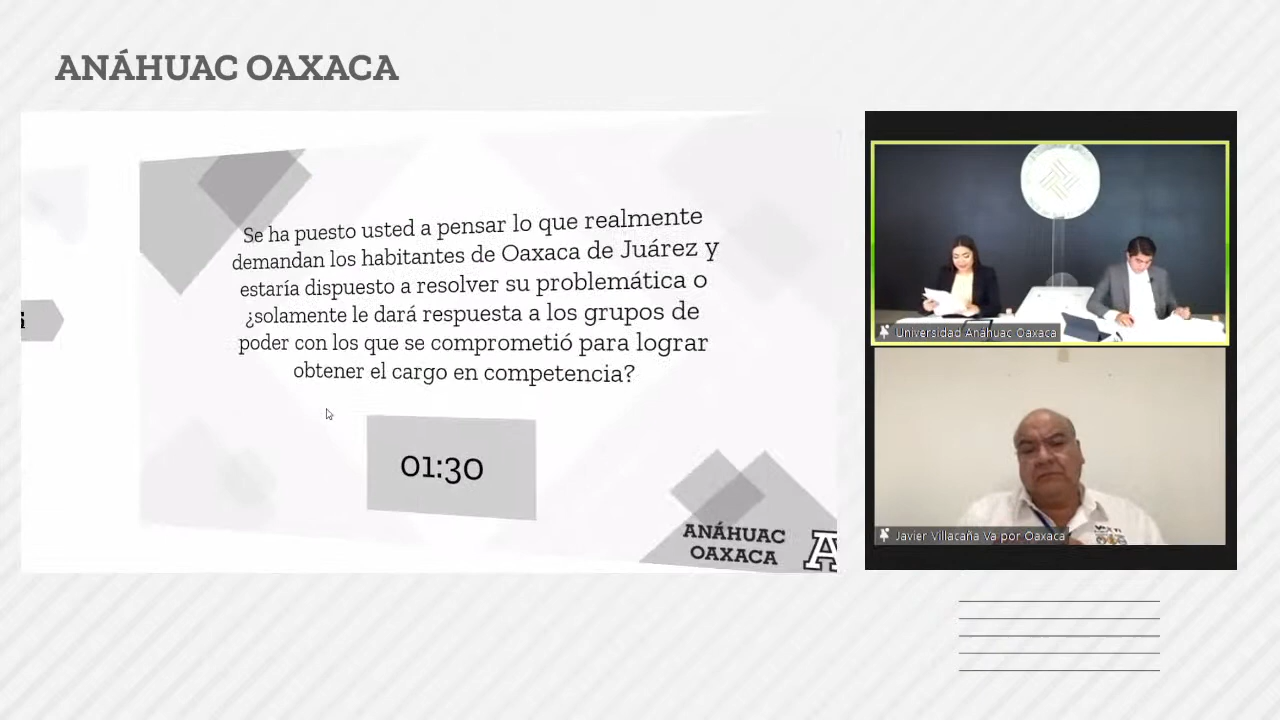 ANÁHUAC OAXACA
Se ha puesto usted a pensar lo que realmente
demandan los habitantes de Oaxaca de Juárez y
estaría dispuesto a resolver su problemática o
¿solamente le dará respuesta a los grupos de
poder con los que se comprometió para lograr
obtener el cargo en competencia?
01:30
ANÁHUAC
OAXACA
A
Universidad Anáhuac Oaxaca
Javier Villacaña Va por Oaxaca